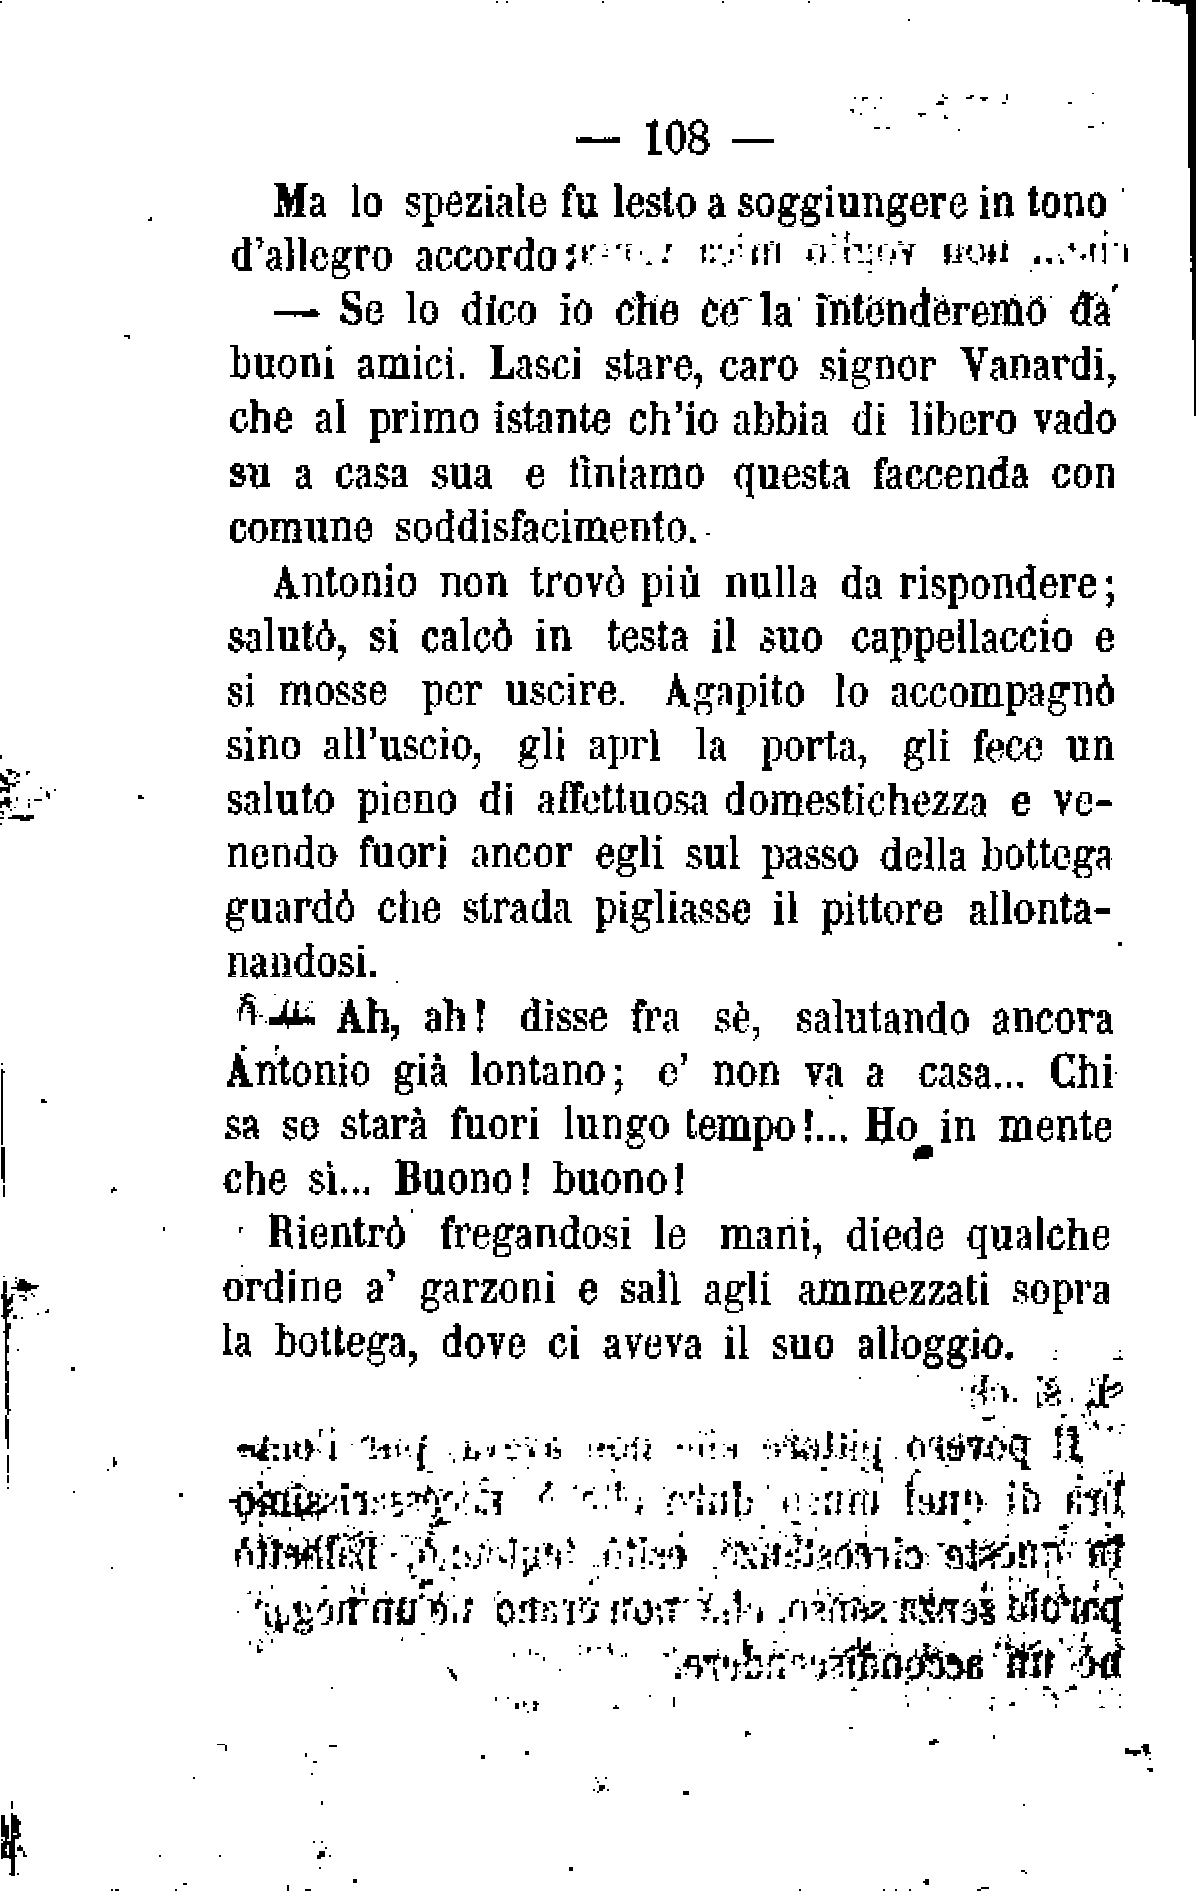 — 108 —
Ma lo speziale fu lesto a soggiungere in tono
d'allegro accordo:
— Se lo dico io che ce la intenderemo da
buoni amici. Lasci stare, caro signor Vanardi,
che al primo istante ch'io abbia di libero vado
su a casa sua e finiamo questa faccenda con
comune soddisfacimento.
Antonio non trovò più nulla da rispondere;
salutò, si calcò in testa il suo cappellaccio e
si mosse per uscire. Agapito lo accompagnò
sino all'uscio, gli aprì la porta, gli fece un
saluto pieno di affettuosa domestichezza e ve-
nendo fuori ancor egli sul passo della bottega
guardò che strada pigliasse il pittore allonta-
nandosi.
— Ah, ah! disse fra sè, salutando ancora
Antonio già lontano; e' non va a casa... Chi
sa se starà fuori lungo tempo!... Ho in mente
che sì... Buono! buono!
Rientrò fregandosi le mani, diede qualche
ordine a' garzoni e salì agli ammezzati sopra
la bottega, dove ci aveva il suo alloggio.